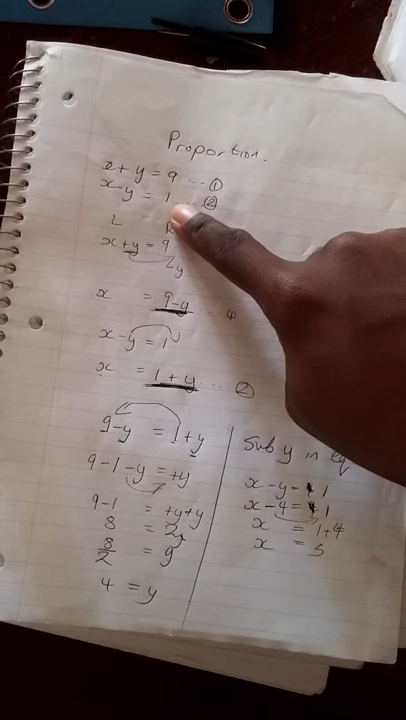 Proportion.
x + y = 9 ... ①
x - y = 1 ... ②
L
x + y = 9
- y
x = 9 - y ... ①
x - y = 1
x = 1 + y ... ②
9 - y = 1 + y
9 - 1 - y = + y
9 - 1 = + y + y
8 = 2y
8/2 = y
4 = y
Sub y in eq
x - y = 1
x - 4 = 1
x = 1 + 4
x = 5